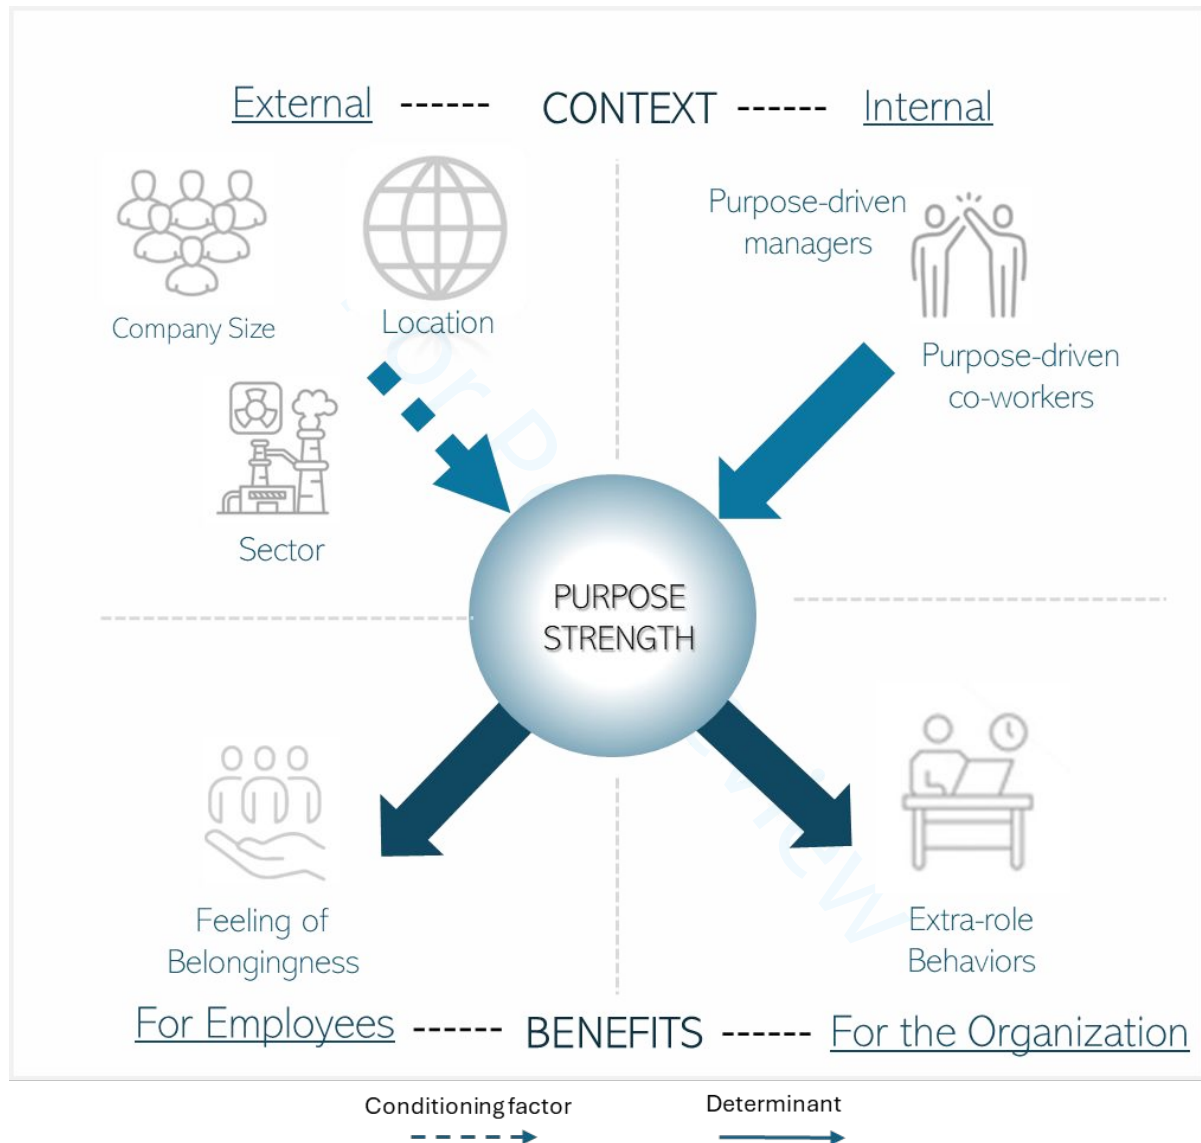 External ------ CONTEXT ------ Internal
Company Size
Location
Sector
Purpose-driven
managers
Purpose-driven
co-workers
PURPOSE
STRENGTH
Feeling of
Belongingness
Extra-role
Behaviors
For Employees ------ BENEFITS ------ For the Organization
Conditioning factor
Determinant